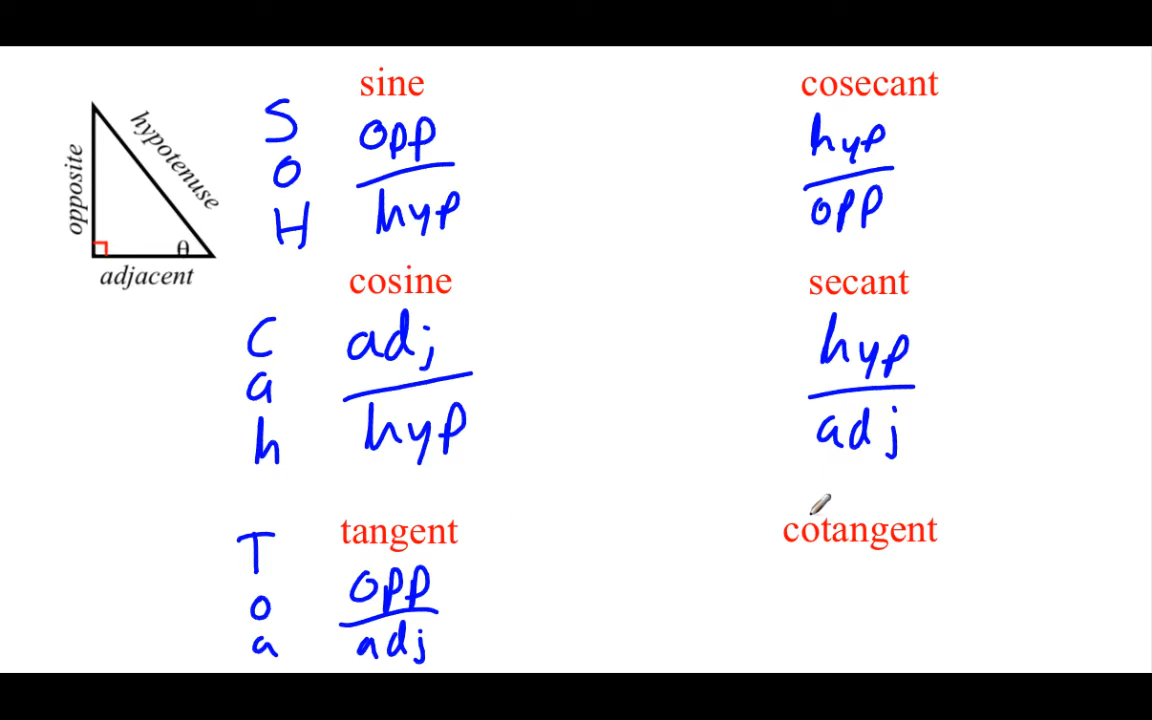 sine
cosecant
S
O
H
opp
hyp
hyp
opp
opposite
hypotenuse
θ
adjacent
cosine
secant
C
a
h
adj
hyp
hyp
adj
tangent
cotangent
T
o
a
opp
adj